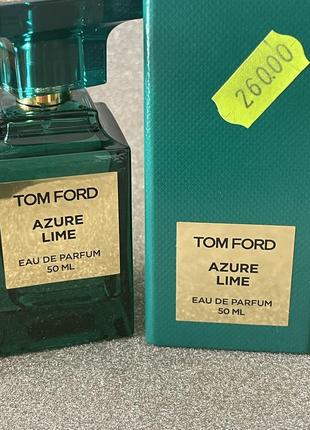 TOM FORD
AZURE
LIME
EAU DE PARFUM
50 ML
260.00
TOM FORD
AZURE
LIME
EAU DE PARFUM
50 ML